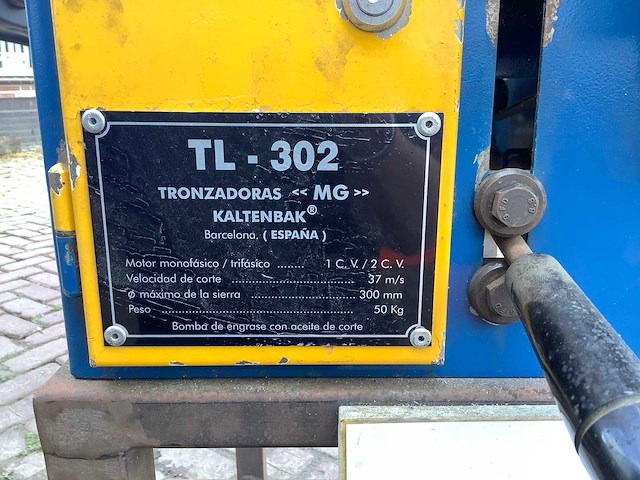 TL - 302
TRONZADORAS << MG >>
KALTENBAK®
Barcelona, ( ESPAÑA )
Motor monofásico / trifásico ........ 1 C. V. / 2 C. V.
Velocidad de corte .................................. 37 m/s
ø máximo de la sierra ............................. 300 mm
Peso ..................................................... 50 Kg
Bomba de engrase con aceite de corte